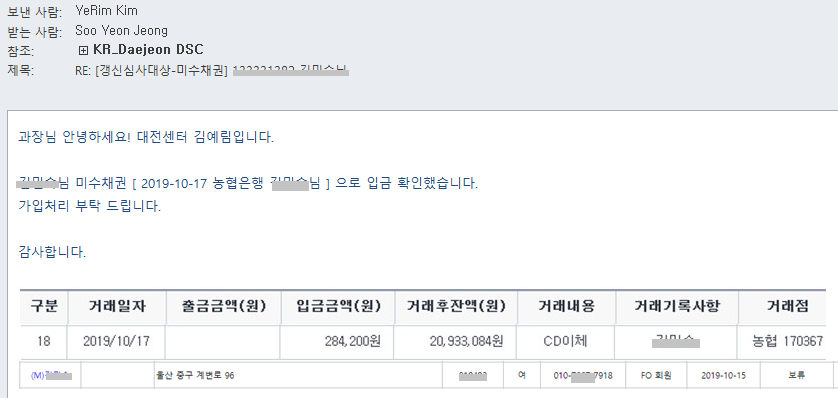 보낸 사람: YeRim Kim
받는 사람: Soo Yeon Jeong
참조: KR_Daejeon DSC
제목: RE: [갱신심사대상-미수채권]
과장님 안녕하세요! 대전센터 김예림입니다.
님 미수채권 [ 2019-10-17 농협은행 님 ] 으로 입금 확인했습니다.
가입처리 부탁 드립니다.
감사합니다.
구분 거래일자 출금금액(원) 입금금액(원) 거래후잔액(원) 거래내용 거래기록사항 거래점
18 2019/10/17 284,200원 20,933,084원 CD이체 농협 170367
(M) 울산 중구 계변로 96 여 010- 7918 FO 회원 2019-10-15 보류